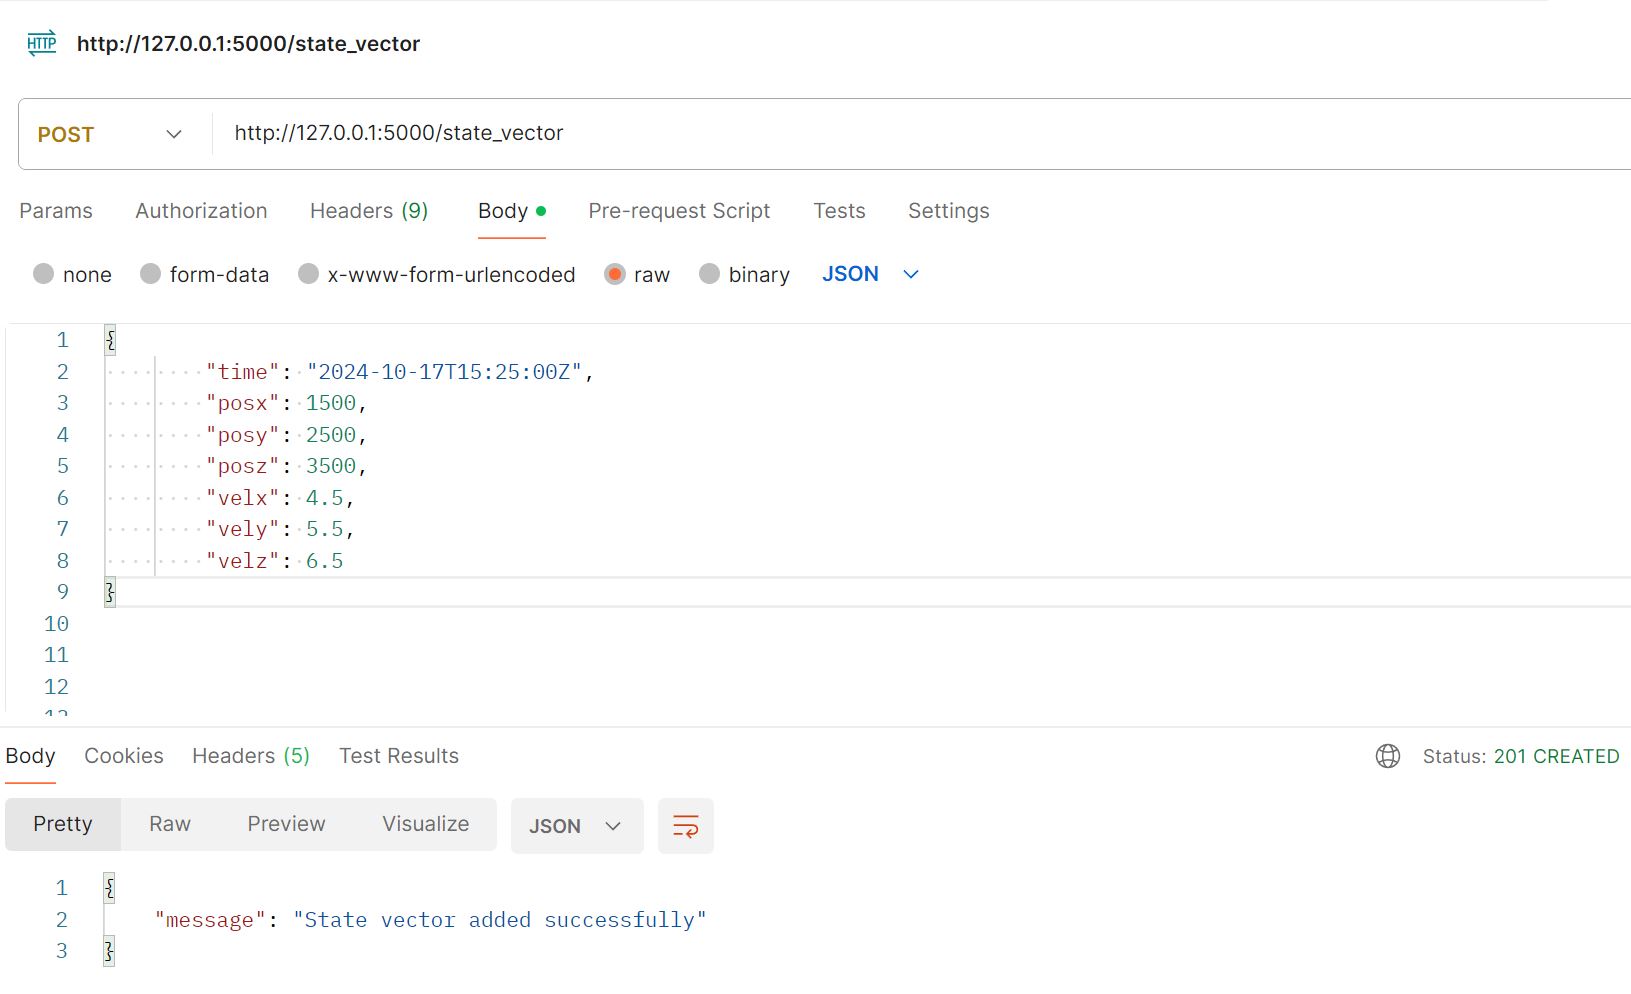 HTTP http://127.0.0.1:5000/state_vector
POST http://127.0.0.1:5000/state_vector
Params Authorization Headers (9) Body Pre-request Script Tests Settings
none form-data x-www-form-urlencoded raw binary JSON
1 {
2 "time": "2024-10-17T15:25:00Z",
3 "posx": 1500,
4 "posy": 2500,
5 "posz": 3500,
6 "velx": 4.5,
7 "vely": 5.5,
8 "velz": 6.5
9 }
10
11
12
Body Cookies Headers (5) Test Results Status: 201 CREATED
Pretty Raw Preview Visualize JSON
1 {
2 "message": "State vector added successfully"
3 }